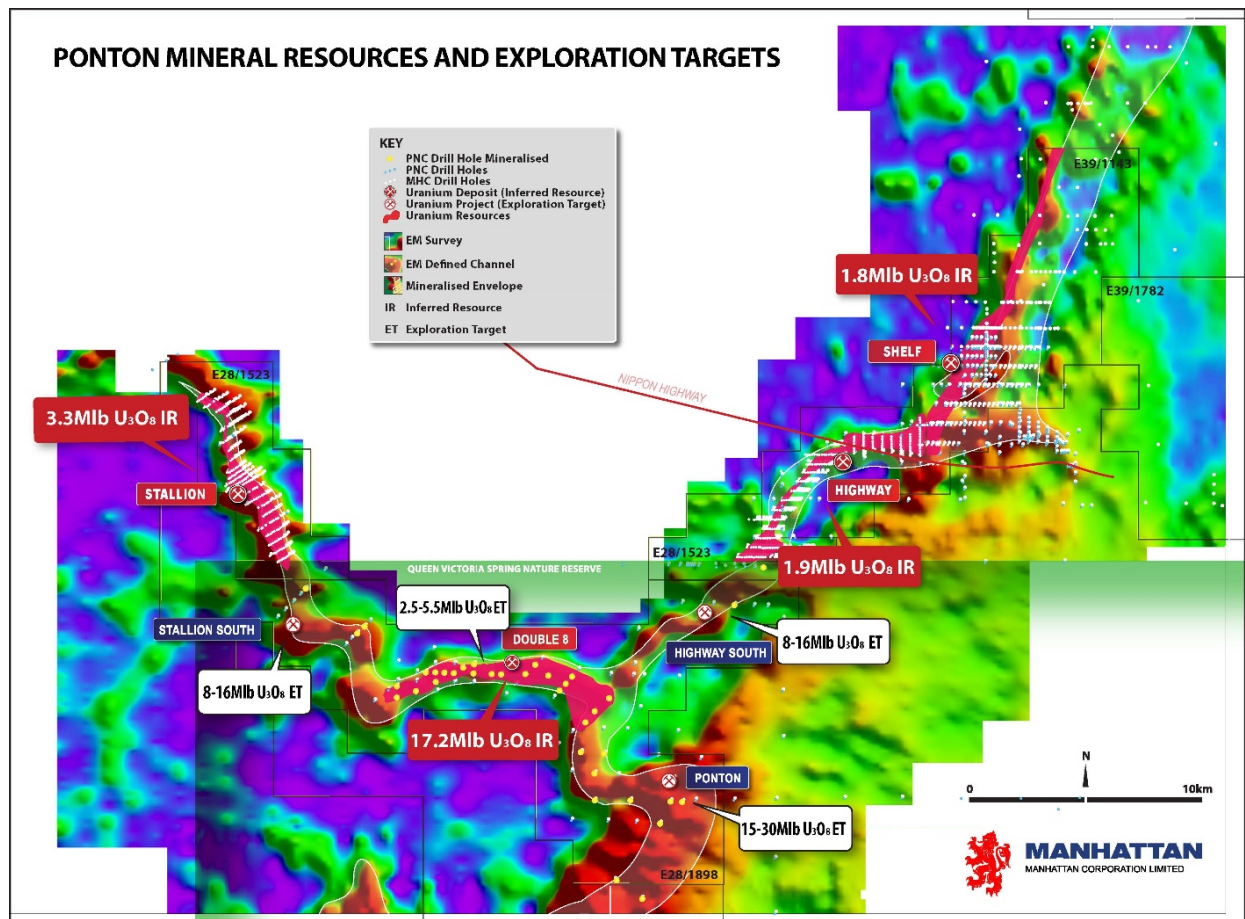 PONTON MINERAL RESOURCES AND EXPLORATION TARGETS
KEY
PNC Drill Hole Mineralised
PNC Drill Holes
MHC Drill Holes
Uranium Deposit (Inferred Resource)
Uranium Project (Exploration Target)
Uranium Resources
EM Survey
EM Defined Channel
Mineralised Envelope
IR Inferred Resource
ET Exploration Target
E39/1143
1.8Mlb U₃O₈ IR
E39/1782
SHELF
NIPPON HIGHWAY
E28/1523
3.3Mlb U₃O₈ IR
STALLION
HIGHWAY
E28/1523
QUEEN VICTORIA SPRING NATURE RESERVE
1.9Mlb U₃O₈ IR
2.5-5.5Mlb U₃O₈ ET
STALLION SOUTH
DOUBLE 8
HIGHWAY SOUTH
8-16Mlb U₃O₈ ET
8-16Mlb U₃O₈ ET
17.2Mlb U₃O₈ IR
PONTON
15-30Mlb U₃O₈ ET
E28/1898
N
0 10km
MANHATTAN
MANHATTAN CORPORATION LIMITED